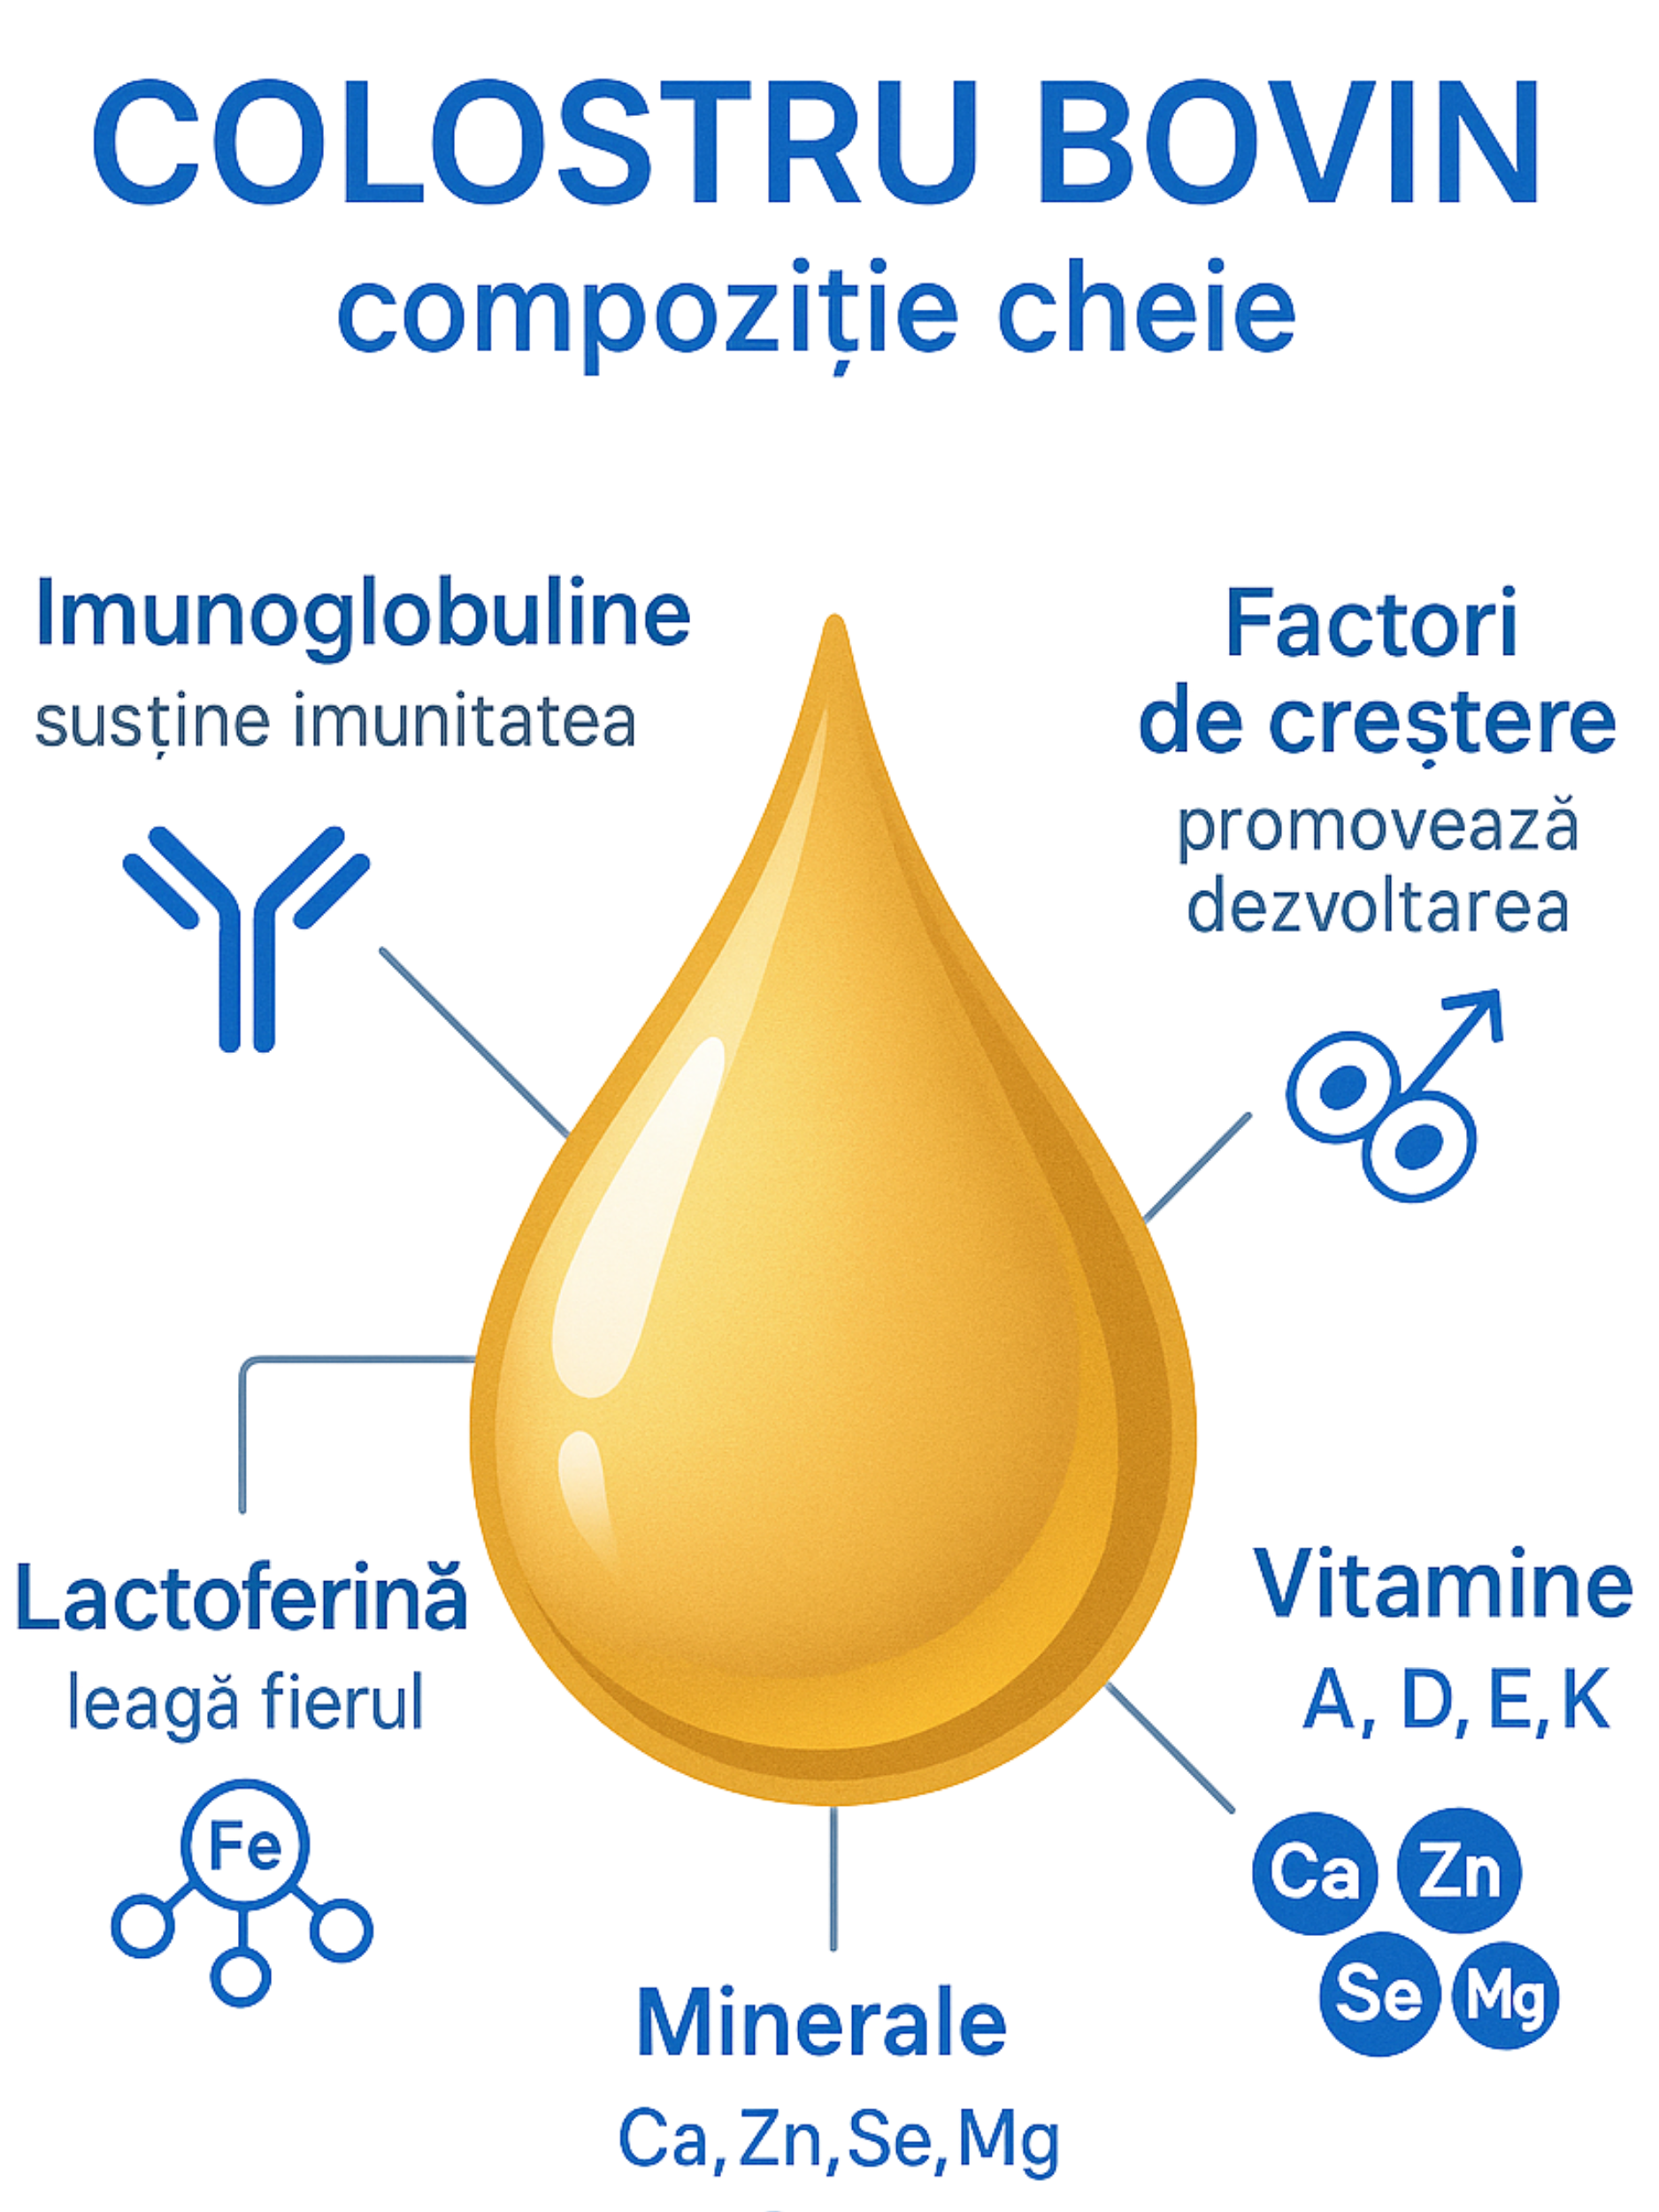 COLOSTRU BOVIN
compoziție cheie
Imunoglobuline
susține imunitatea
Factori
de creștere
promovează
dezvoltarea
Lactoferină
leagă fierul
Fe
Vitamine
A, D, E, K
Ca Zn
Se Mg
Minerale
Ca, Zn, Se, Mg